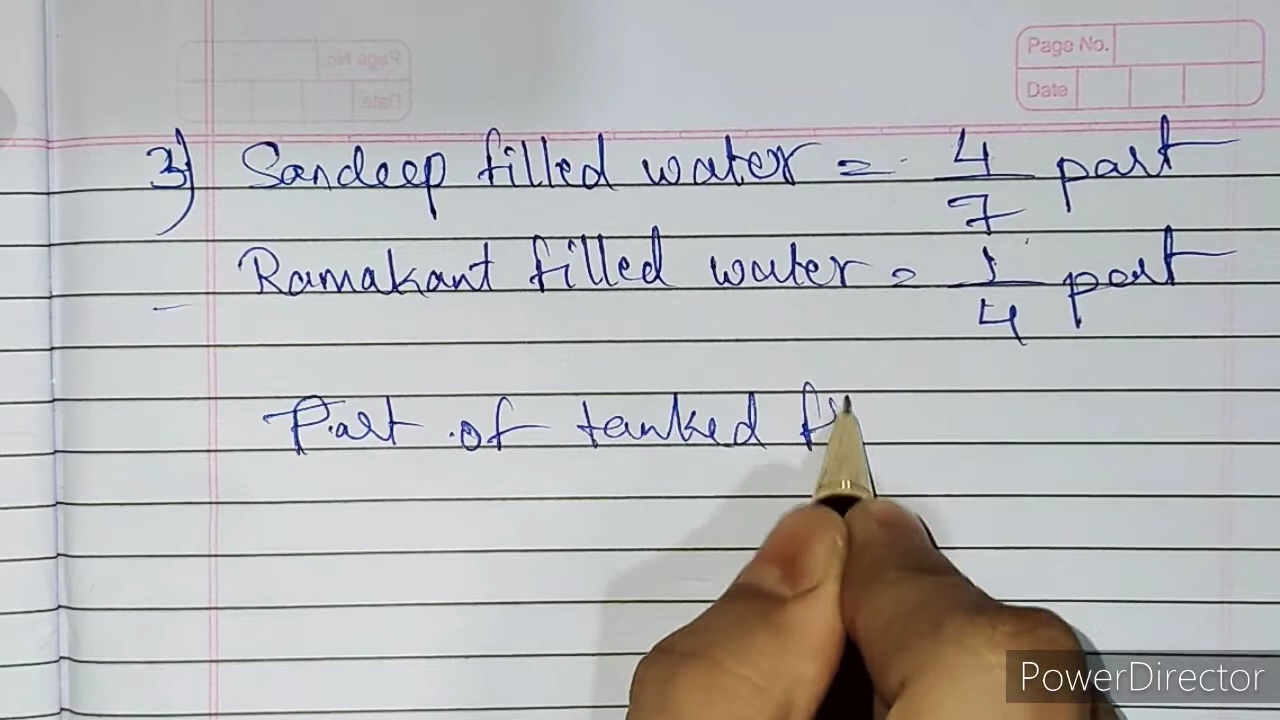 Page No.
Date
3) Sandeep filled water = 4/7 part
Ramakant filled water = 1/4 part
Part of tanked
PowerDirector